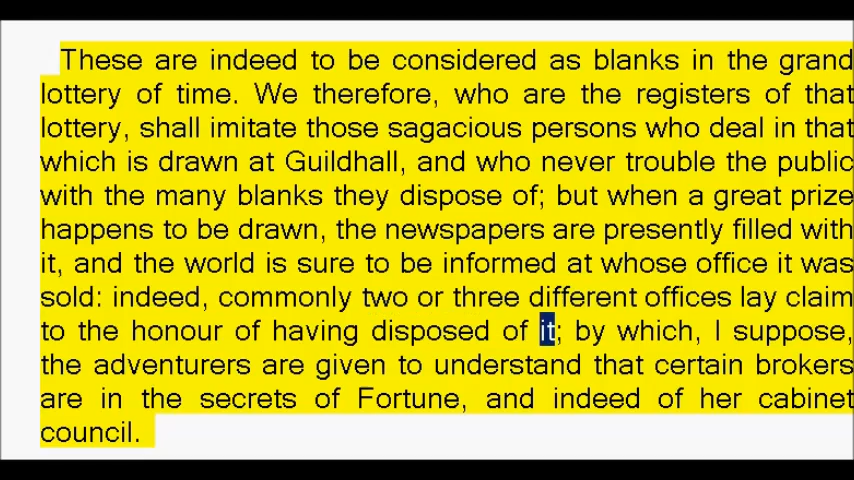 These are indeed to be considered as blanks in the grand
lottery of time. We therefore, who are the registers of that
lottery, shall imitate those sagacious persons who deal in that
which is drawn at Guildhall, and who never trouble the public
with the many blanks they dispose of; but when a great prize
happens to be drawn, the newspapers are presently filled with
it, and the world is sure to be informed at whose office it was
sold: indeed, commonly two or three different offices lay claim
to the honour of having disposed of it; by which, I suppose,
the adventurers are given to understand that certain brokers
are in the secrets of Fortune, and indeed of her cabinet
council.